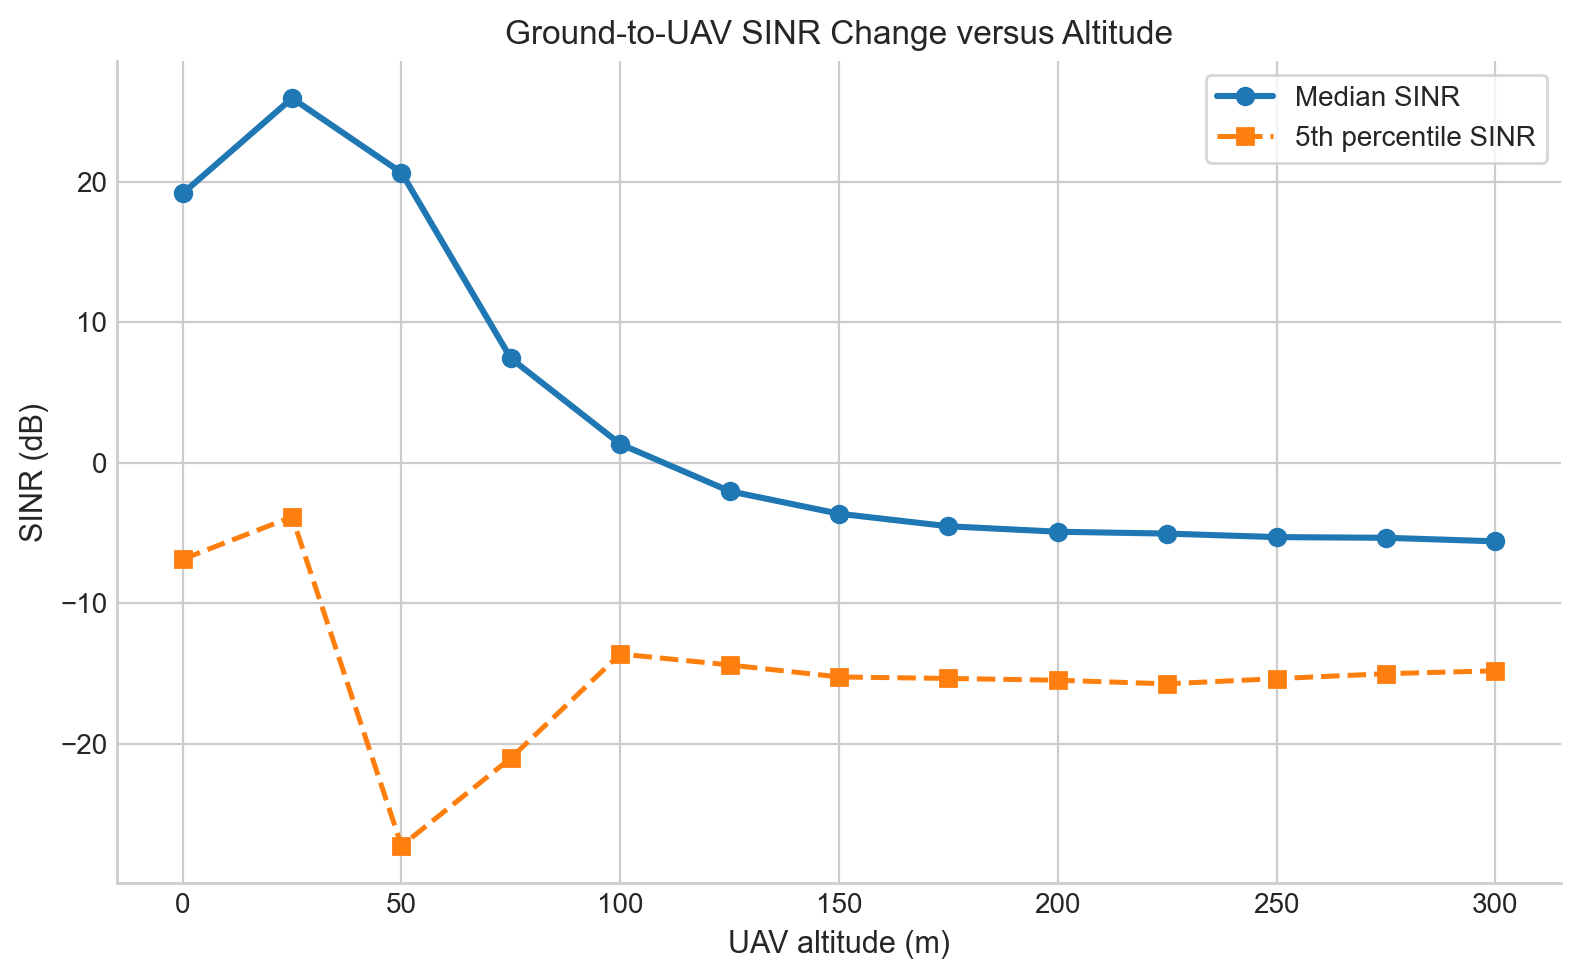 Ground-to-UAV SINR Change versus Altitude
Median SINR
5th percentile SINR
SINR (dB)
20
10
0
−10
−20
0 50 100 150 200 250 300
UAV altitude (m)